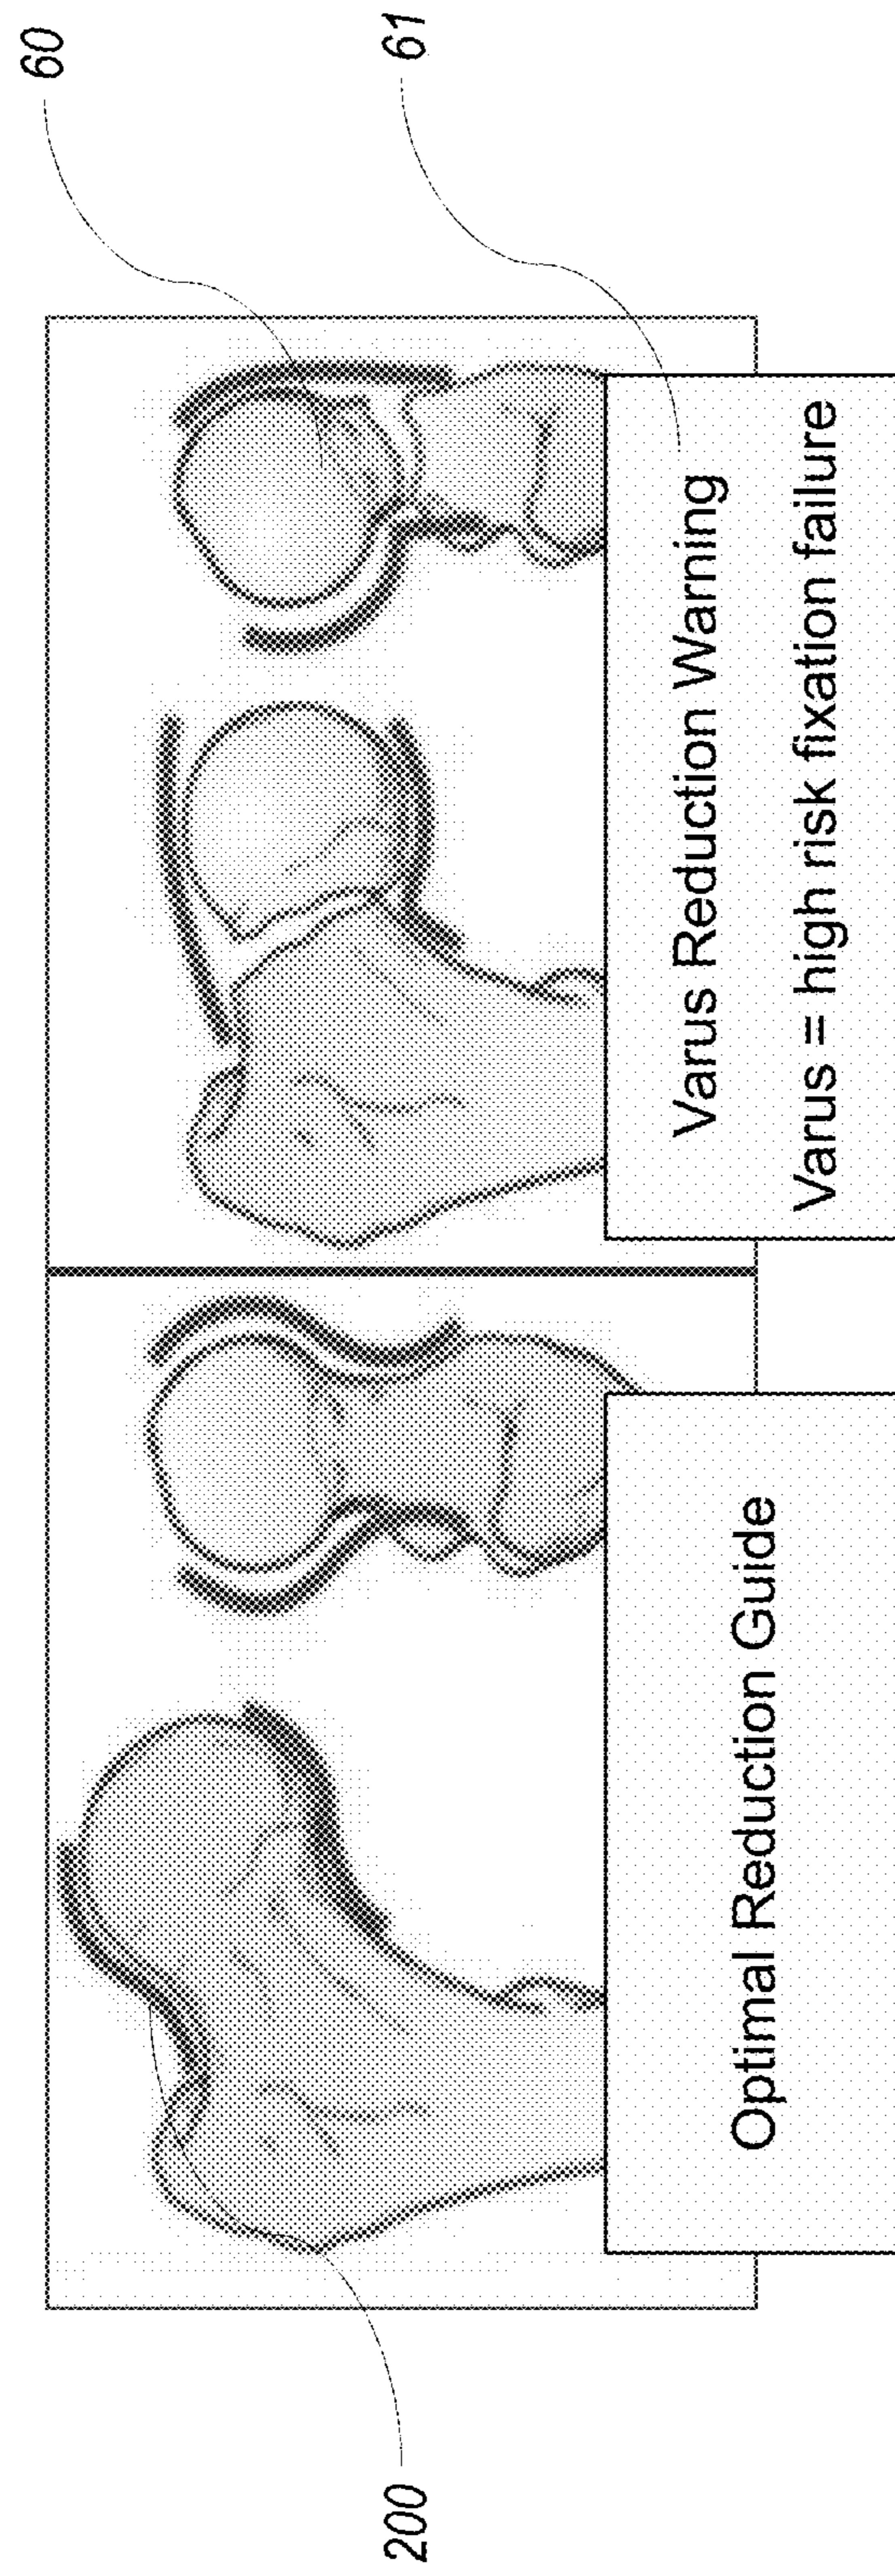 60
61
200
Optimal Reduction Guide
Varus Reduction Warning
Varus = high risk fixation failure